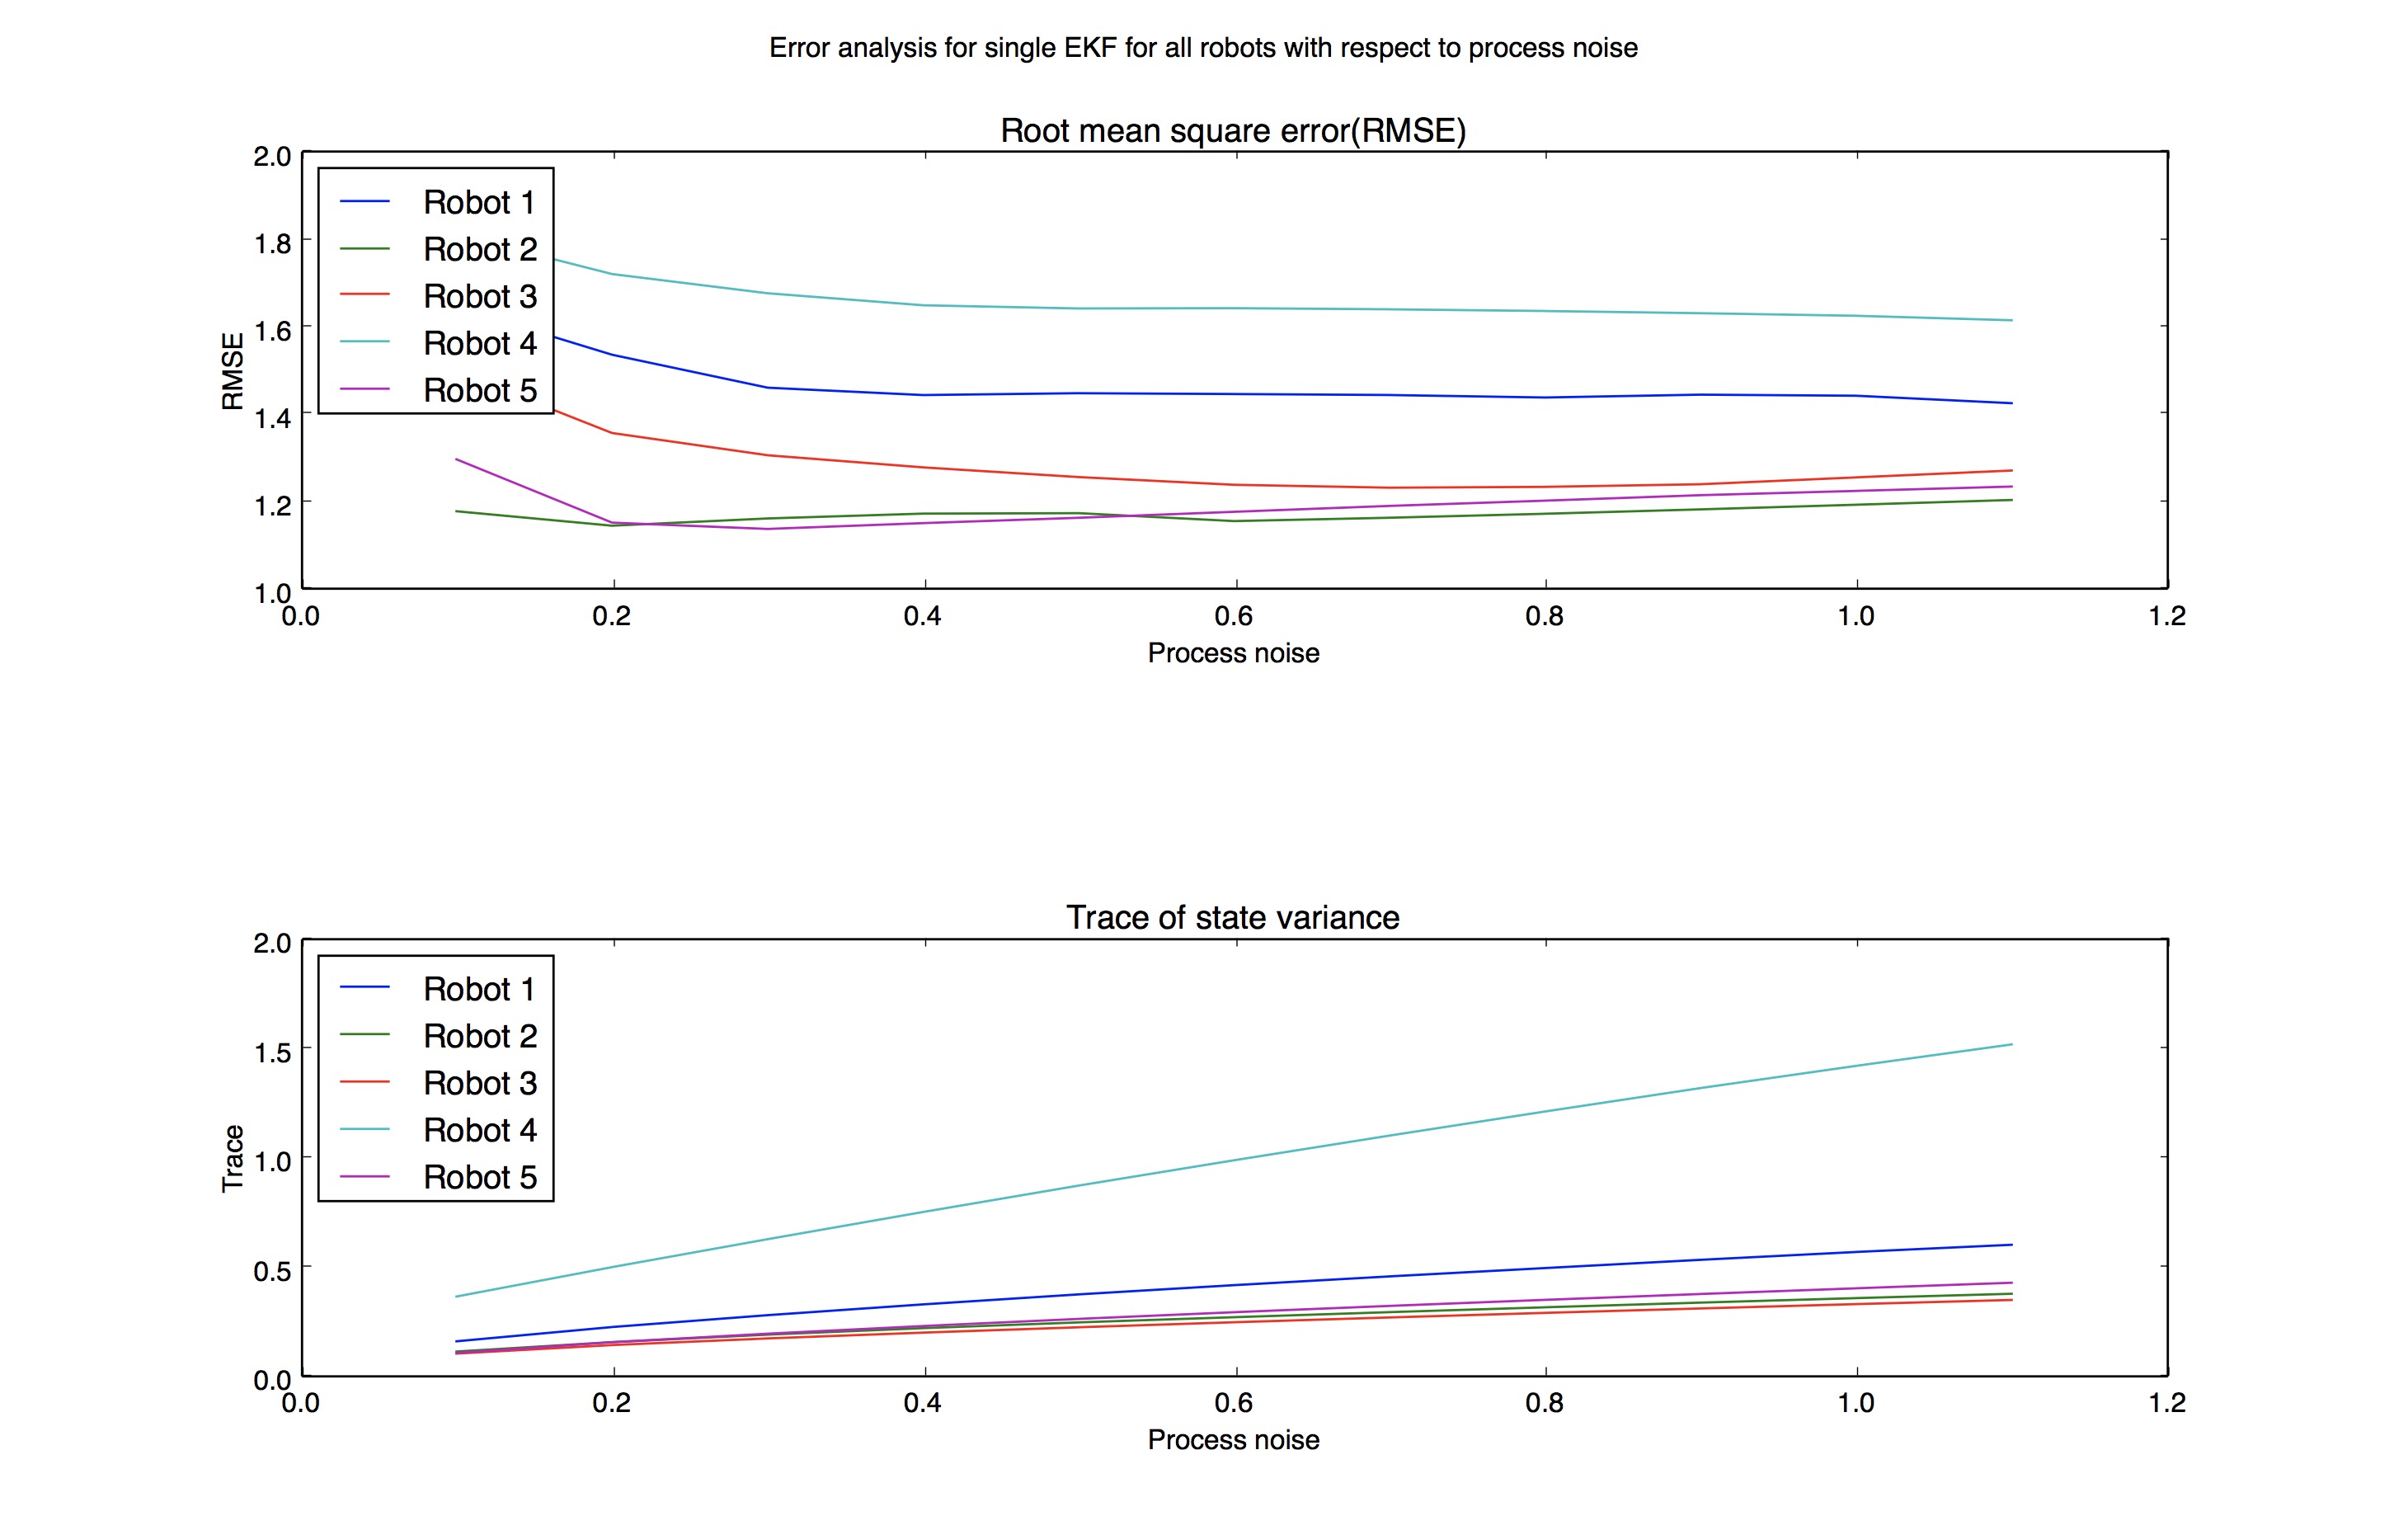 Error analysis for single EKF for all robots with respect to process noise
Root mean square error(RMSE)
2.0
1.8
1.6
1.4
1.2
1.0
RMSE
Robot 1
Robot 2
Robot 3
Robot 4
Robot 5
0.0
0.2
0.4
0.6
0.8
1.0
1.2
Process noise
Trace of state variance
2.0
1.5
1.0
0.5
0.0
Trace
Robot 1
Robot 2
Robot 3
Robot 4
Robot 5
0.0
0.2
0.4
0.6
0.8
1.0
1.2
Process noise